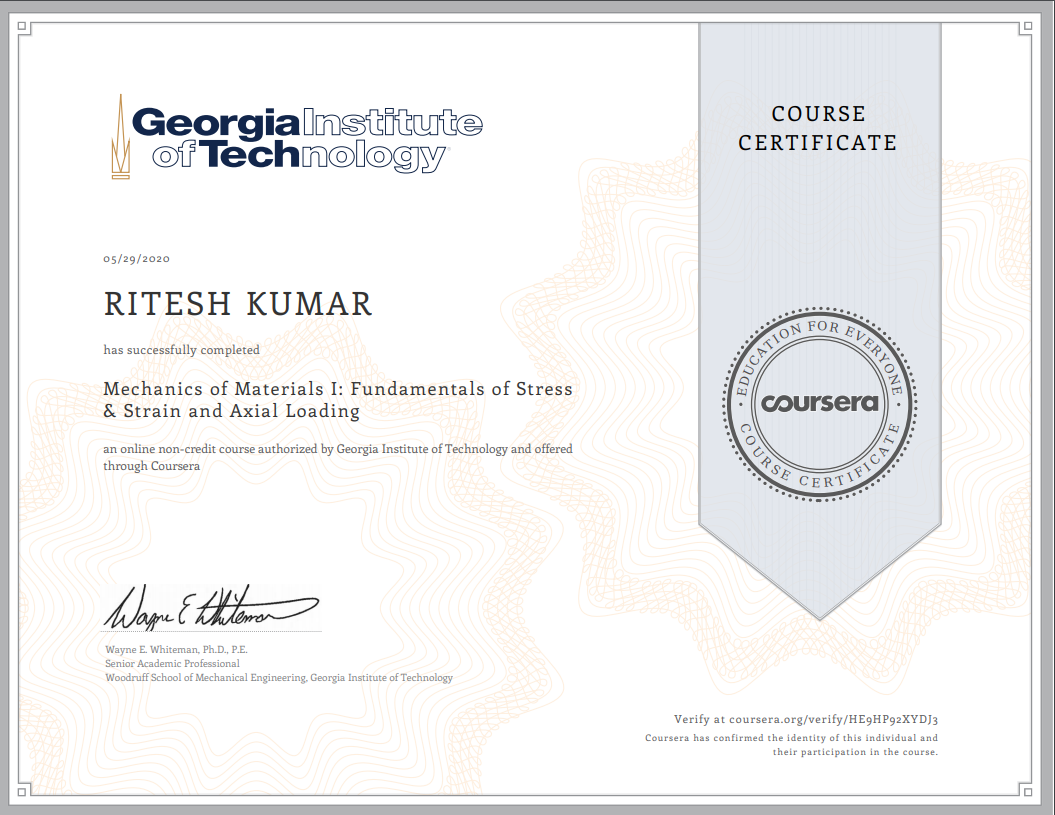 Georgia Institute
of Technology
COURSE
CERTIFICATE
05/29/2020
RITESH KUMAR
has successfully completed
Mechanics of Materials I: Fundamentals of Stress
& Strain and Axial Loading
an online non-credit course authorized by Georgia Institute of Technology and offered
through Coursera
EDUCATION FOR EVERYONE
coursera
COURSE CERTIFICATE
Wayne E Whiteman
Wayne E. Whiteman, Ph.D., P.E.
Senior Academic Professional
Woodruff School of Mechanical Engineering, Georgia Institute of Technology
Verify at coursera.org/verify/HE9HP92XYDJ3
Coursera has confirmed the identity of this individual and
their participation in the course.